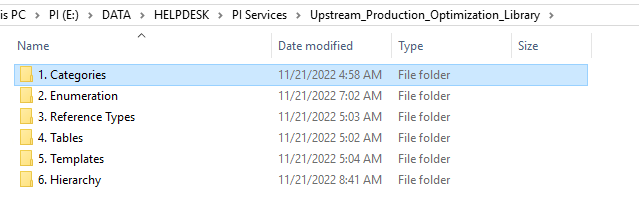 is PC > PI (E:) > DATA > HELPDESK > PI Services > Upstream_Production_Optimization_Library >
Name Date modified Type Size
1. Categories 11/21/2022 4:58 AM File folder
2. Enumeration 11/21/2022 7:02 AM File folder
3. Reference Types 11/21/2022 5:03 AM File folder
4. Tables 11/21/2022 5:02 AM File folder
5. Templates 11/21/2022 5:04 AM File folder
6. Hierarchy 11/21/2022 8:41 AM File folder